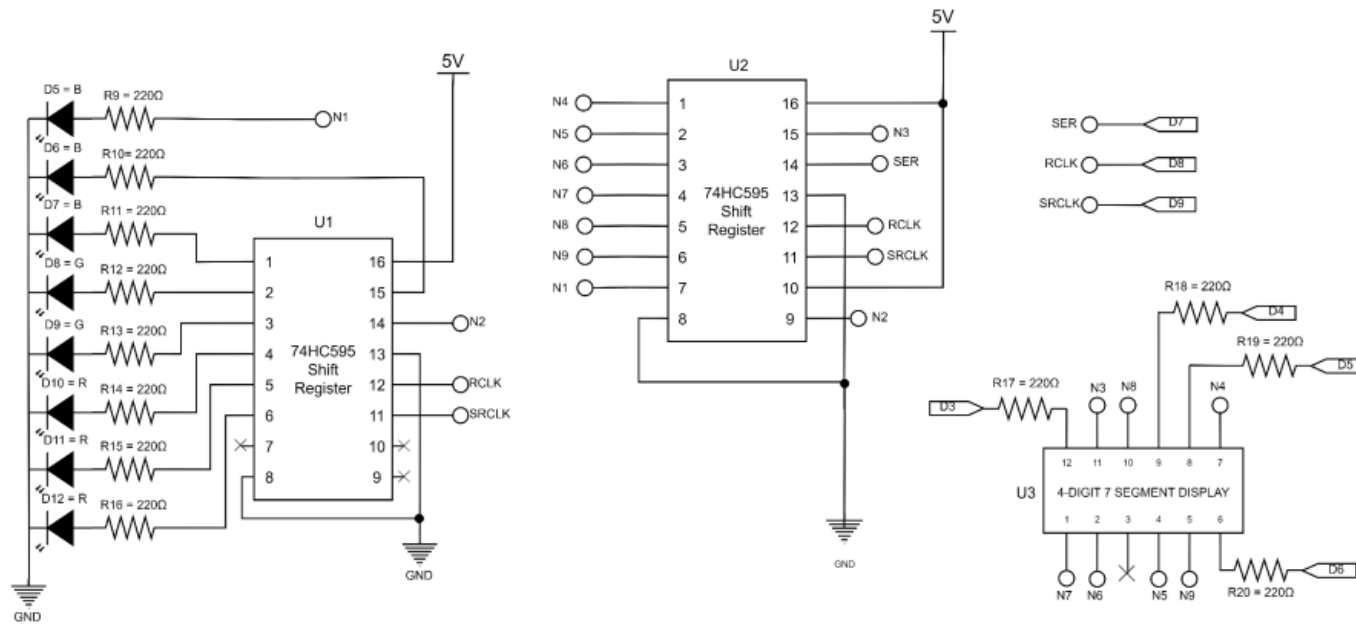 D5 = B
R9 = 220Ω
N1
D6 = B
R10= 220Ω
D7 = B
R11 = 220Ω
D8 = G
R12 = 220Ω
D9 = G
R13 = 220Ω
D10 = R
R14 = 220Ω
D11 = R
R15 = 220Ω
D12 = R
R16 = 220Ω
GND
5V
U1
1
2
3
4
5
6
7
8
74HC595
Shift
Register
16
15
14
13
12
11
10
9
N2
RCLK
SRCLK
GND
5V
U2
N4
N5
N6
N7
N8
N9
N1
1
2
3
4
5
6
7
8
74HC595
Shift
Register
16
15
14
13
12
11
10
9
N3
SER
RCLK
SRCLK
N2
GND
SER D7
RCLK D8
SRCLK D9
R18 = 220Ω
D4
R19 = 220Ω
D5
R17 = 220Ω
D3
N3 N8 N4
12 11 10 9 8 7
U3
4-DIGIT 7 SEGMENT DISPLAY
1 2 3 4 5 6
N7 N6 N5 N9
R20 = 220Ω
D6